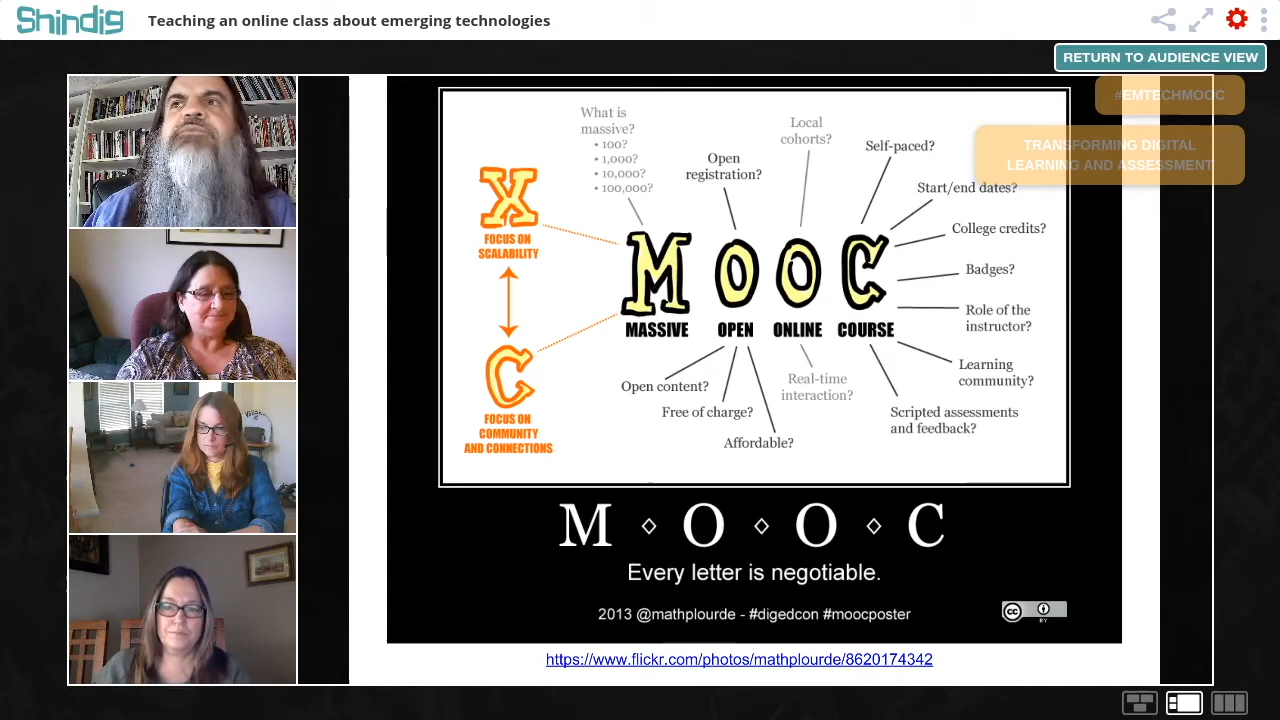 Shindig
Teaching an online class about emerging technologies
RETURN TO AUDIENCE VIEW
#EMTECHMOOC
TRANSFORMING DIGITAL
LEARNING AND ASSESSMENT
What is
massive?
• 100?
• 1,000?
• 10,000?
• 100,000?
Open
registration?
Local
cohorts?
Self-paced?
Start/end dates?
College credits?
Badges?
Role of the
instructor?
Learning
community?
Scripted assessments
and feedback?
X
FOCUS ON
SCALABILITY
C
FOCUS ON
COMMUNITY
AND CONNECTIONS
MOOC
MASSIVE OPEN ONLINE COURSE
Open content?
Free of charge?
Affordable?
Real-time
interaction?
M ◇ O ◇ O ◇ C
Every letter is negotiable.
2013 @mathplourde - #digedcon #moocposter
cc
BY
https://www.flickr.com/photos/mathplourde/8620174342